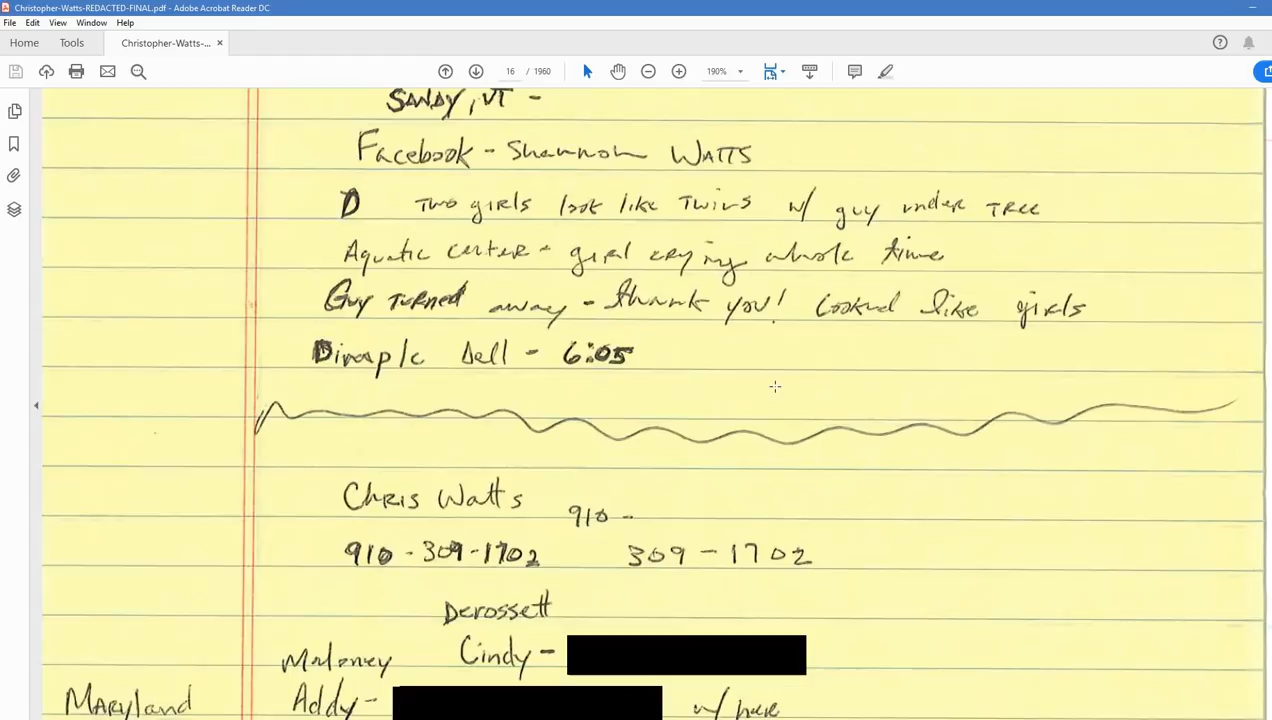 Christopher-Watts-REDACTED-FINAL.pdf - Adobe Acrobat Reader DC
File Edit View Window Help
Home Tools Christopher-Watts-... ×
16 / 1960 190%
SANDY, UT -
Facebook - Shannon WATTS
D Two girls look like Twins w/ guy under TREE
Aquatic center - girl crying whole time
Guy TURNED away - thank you! Looked like girls
Dimaple Dell - 6:05
Chris Watts
910 -
910 - 309 - 1702 309 - 1702
Derossett
Cindy -
Maloney
MARYland Addy - w/ here